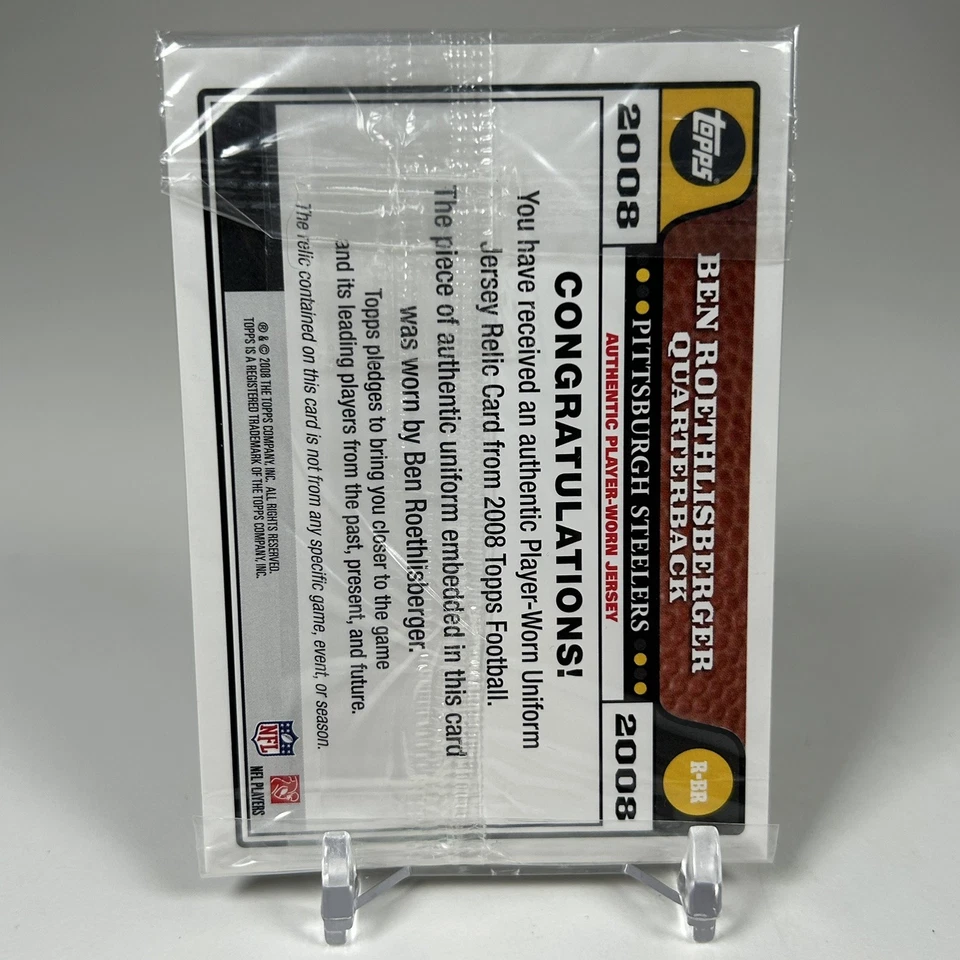 topps
R-BR
BEN ROETHLISBERGER
QUARTERBACK
2008
PITTSBURGH STEELERS
2008
AUTHENTIC PLAYER-WORN JERSEY
CONGRATULATIONS!
You have received an authentic Player-Worn Uniform
Jersey Relic Card from 2008 Topps Football.
The piece of authentic uniform embedded in this card
was worn by Ben Roethlisberger.
Topps pledges to bring you closer to the game
and its leading players from the past, present, and future.
The relic contained on this card is not from any specific game, event, or season.
® & © 2008 THE TOPPS COMPANY, INC. ALL RIGHTS RESERVED.
TOPPS IS A REGISTERED TRADEMARK OF THE TOPPS COMPANY, INC.
NFL
NFL PLAYERS